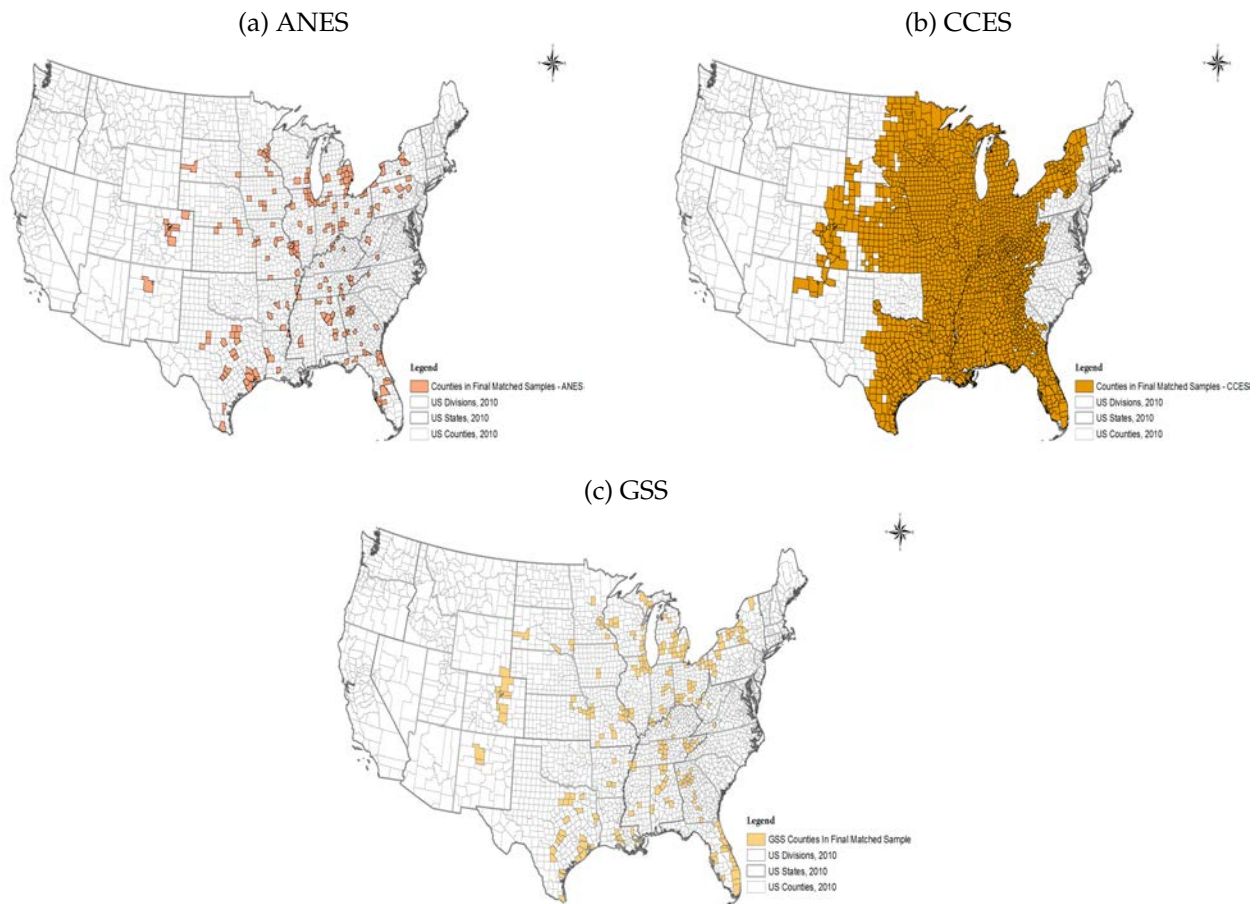 (a) ANES
(b) CCES
Legend
Counties in Final Matched Samples - ANES
US Divisions, 2010
US States, 2010
US Counties, 2010
Legend
Counties in Final Matched Samples - CCES
US Divisions, 2010
US States, 2010
US Counties, 2010
(c) GSS
Legend
GSS Counties In Final Matched Sample
US Divisions, 2010
US States, 2010
US Counties, 2010